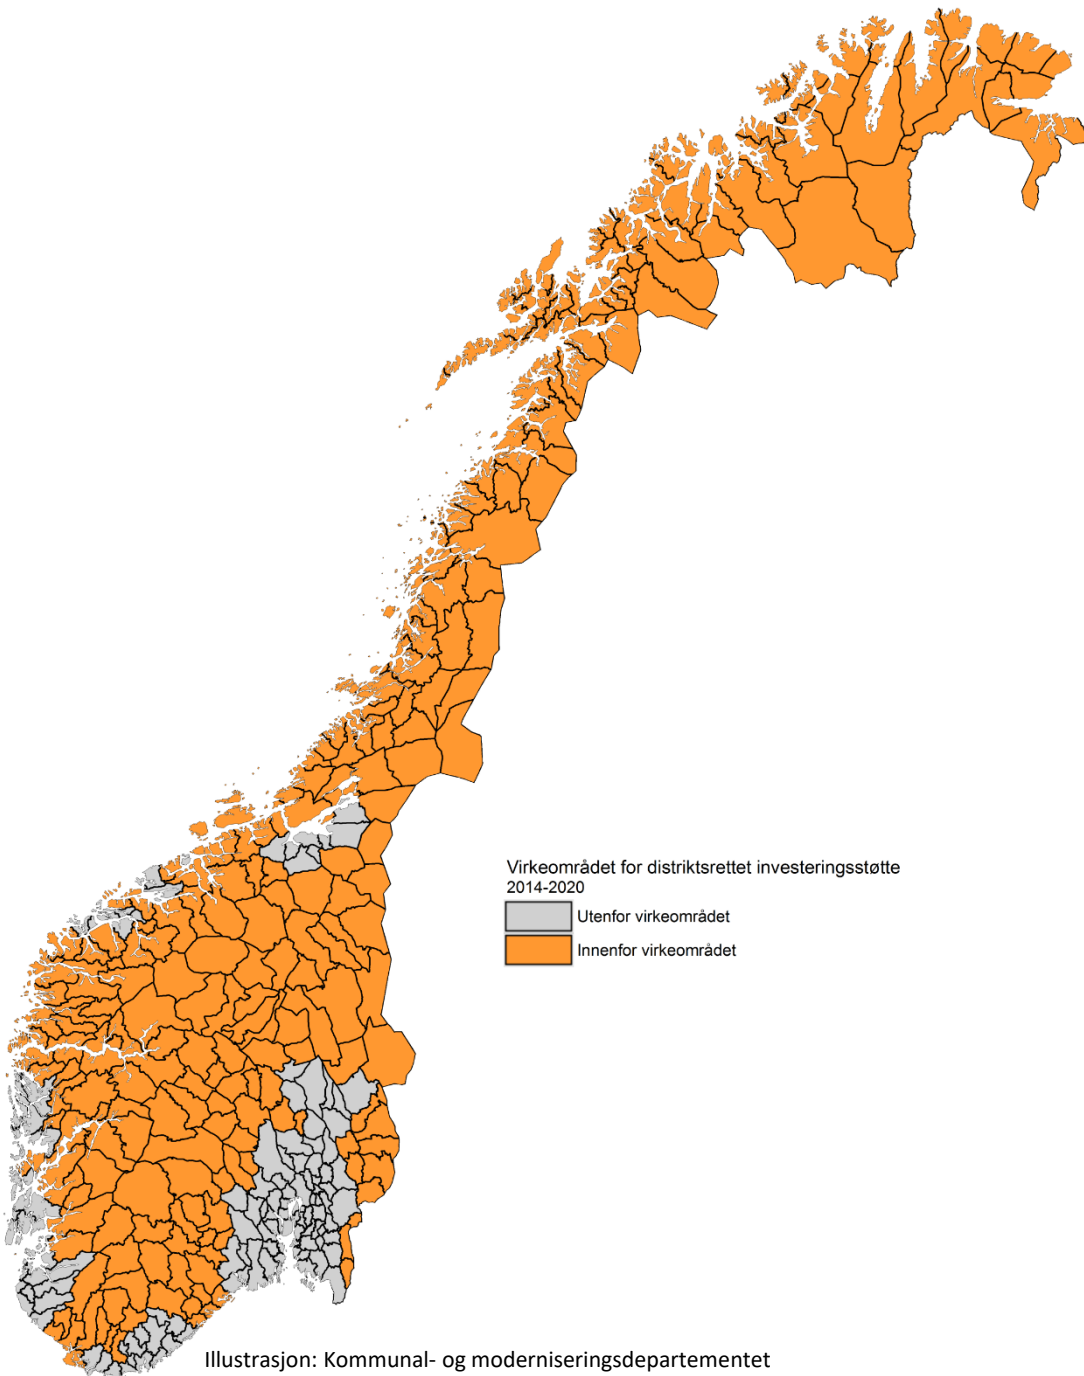 Virkeområdet for distriktsrettet investeringsstøtte
2014-2020
Utenfor virkeområdet
Innenfor virkeområdet
Illustrasjon: Kommunal- og moderniseringsdepartementet